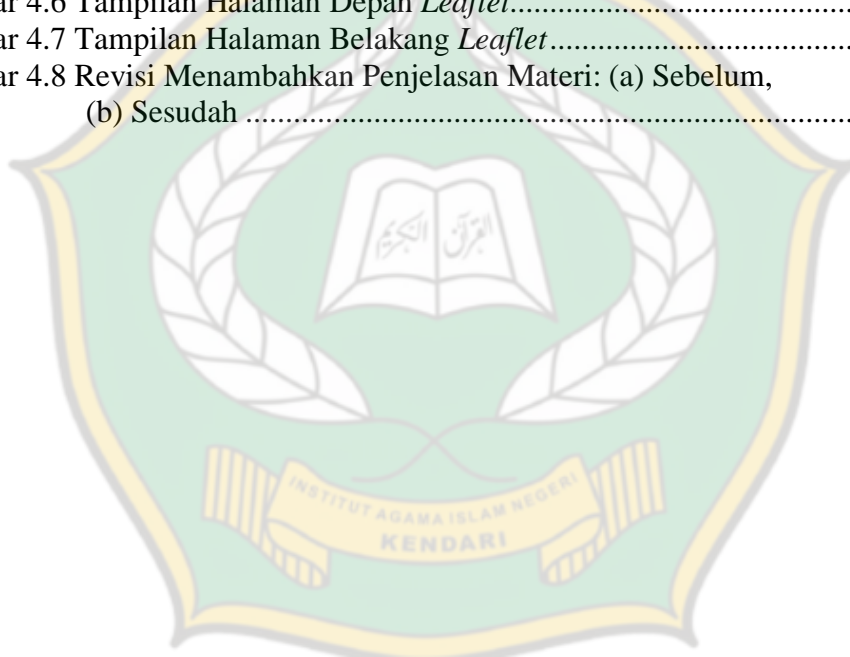 ar 4.6 Tampilan Halaman Depan Leaflet
ar 4.7 Tampilan Halaman Belakang Leaflet
ar 4.8 Revisi Menambahkan Penjelasan Materi: (a) Sebelum,
(b) Sesudah
القرآن الكريم
INSTITUT AGAMA ISLAM NEGERI
KENDARI